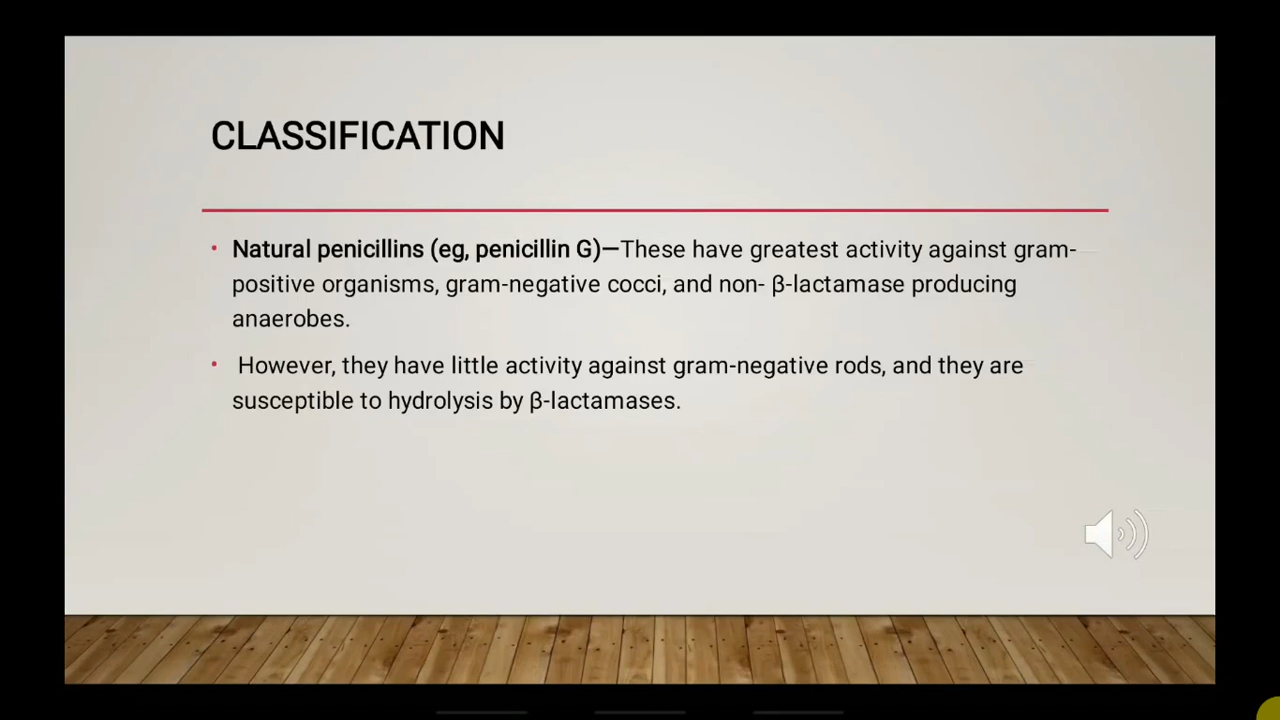 CLASSIFICATION
• Natural penicillins (eg, penicillin G)—These have greatest activity against gram-
positive organisms, gram-negative cocci, and non- β-lactamase producing
anaerobes.
• However, they have little activity against gram-negative rods, and they are
susceptible to hydrolysis by β-lactamases.